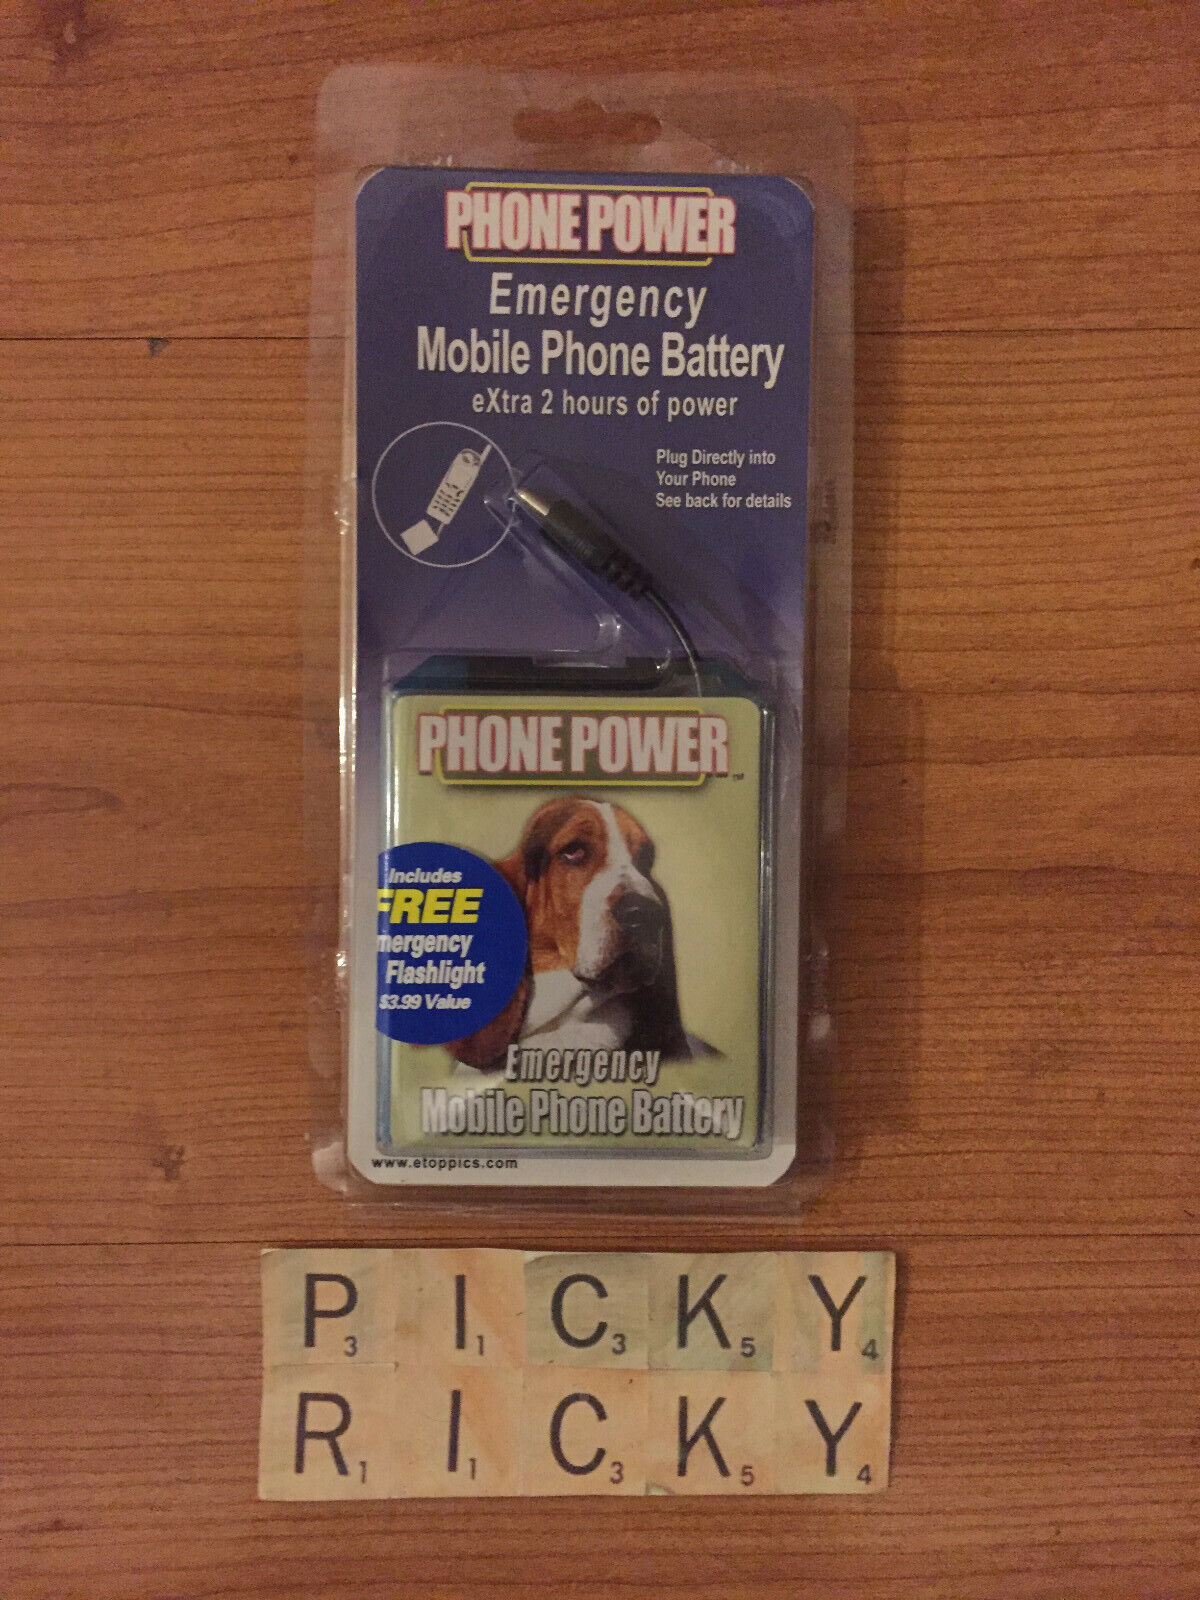 PHONE POWER
Emergency
Mobile Phone Battery
eXtra 2 hours of power
Plug Directly into
Your Phone
See back for details
PHONE POWER™
Includes
FREE
mergency
Flashlight
$3.99 Value
Emergency
Mobile Phone Battery
www.etoppics.com
P3 I1 C3 K5 Y4
R1 I1 C3 K5 Y4